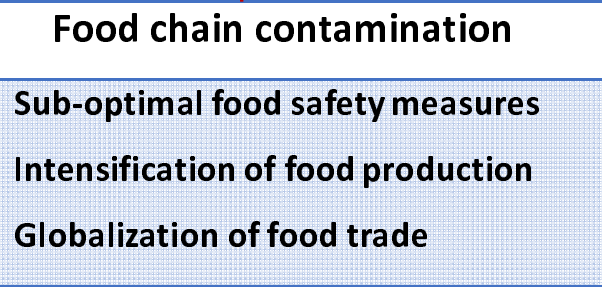 Food chain contamination
Sub-optimal food safety measures
Intensification of food production
Globalization of food trade